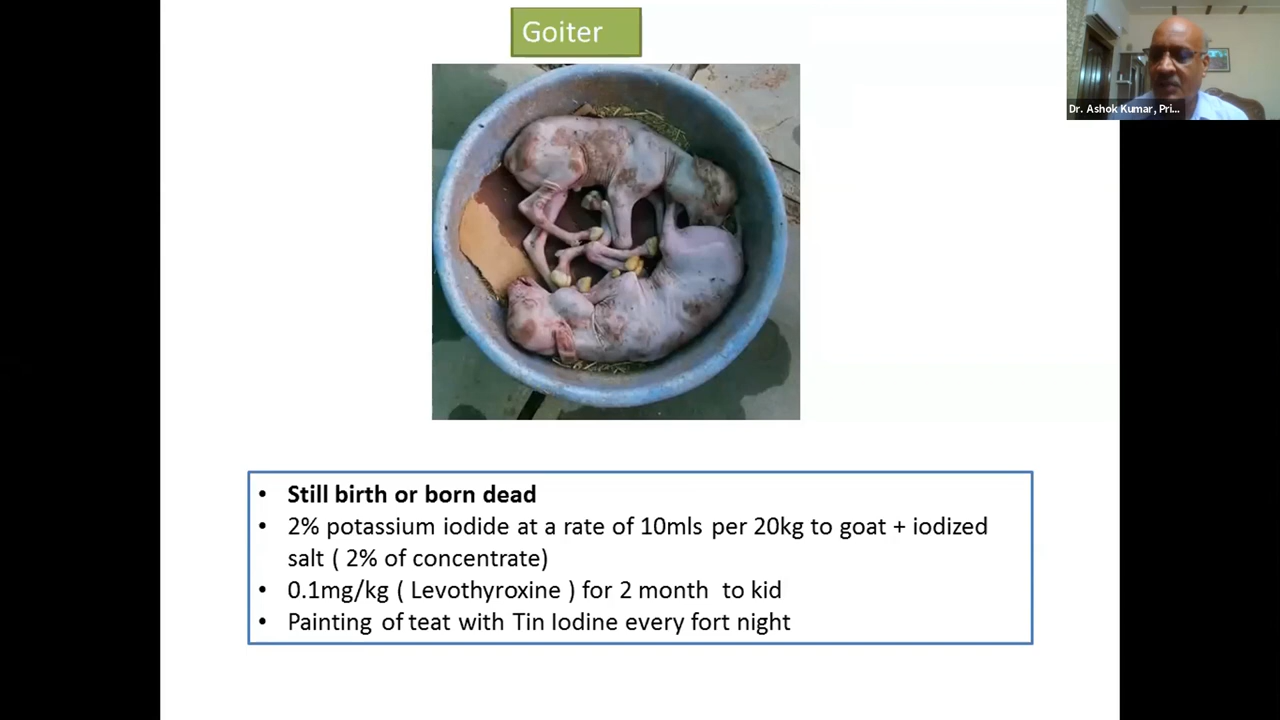 Goiter
Dr. Ashok Kumar, Pri...
• Still birth or born dead
• 2% potassium iodide at a rate of 10mls per 20kg to goat + iodized
salt ( 2% of concentrate)
• 0.1mg/kg ( Levothyroxine ) for 2 month to kid
• Painting of teat with Tin Iodine every fort night